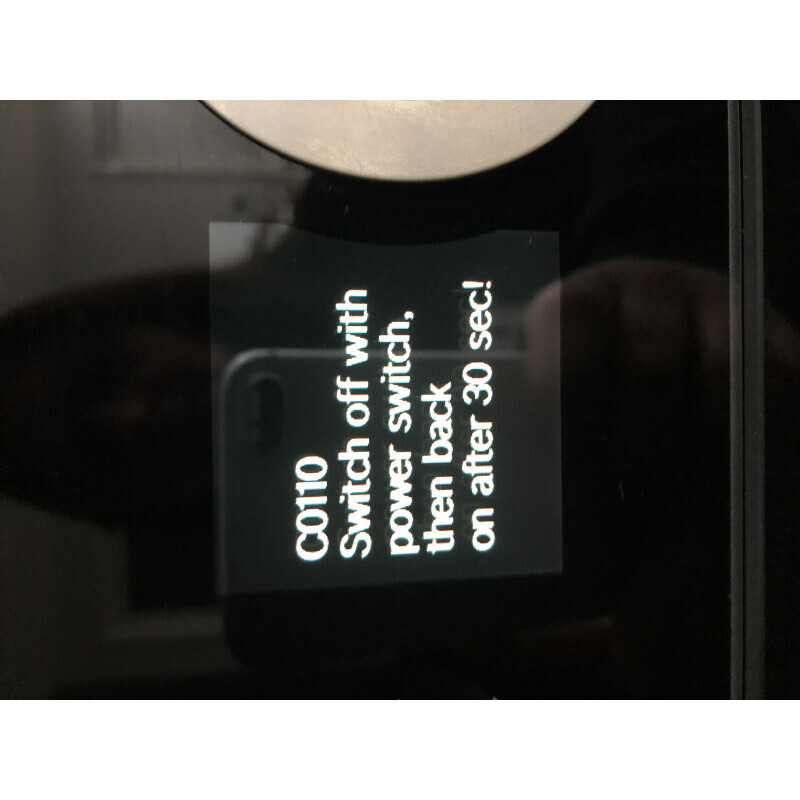 C0110
Switch off with
power switch,
then back
on after 30 sec!